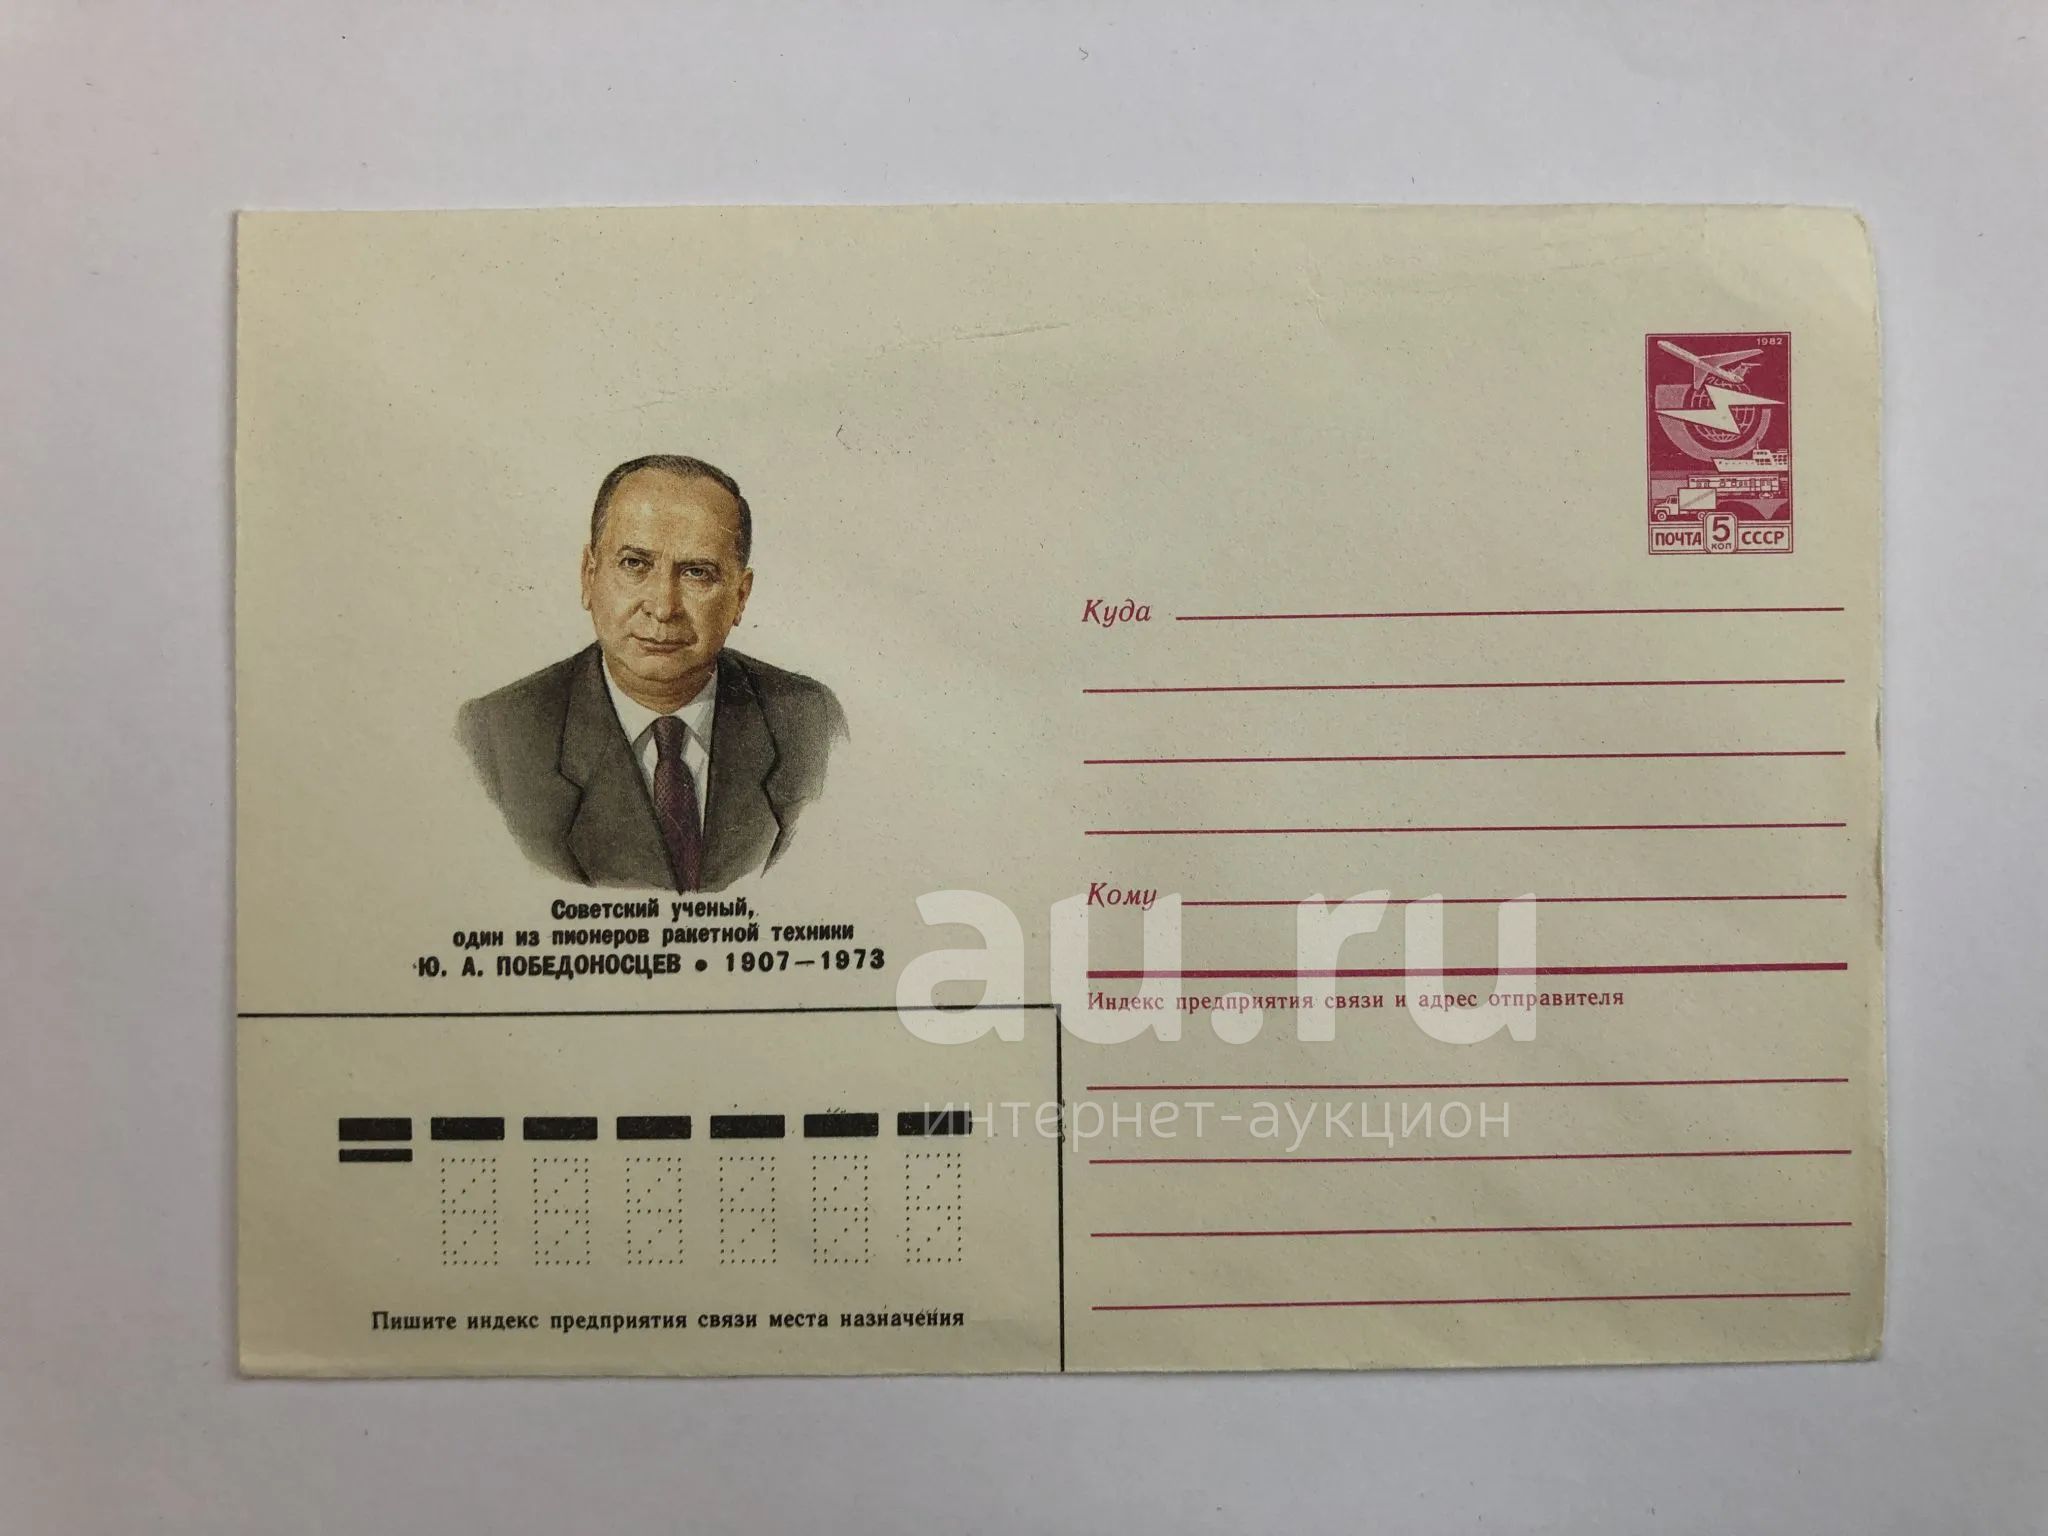 1982
ПОЧТА 5 КОП СССР
Советский ученый,
один из пионеров ракетной техники
Ю. А. ПОБЕДОНОСЦЕВ • 1907—1973
Куда
Кому
Индекс предприятия связи и адрес отправителя
Пишите индекс предприятия связи места назначения
au.ru
интернет-аукцион